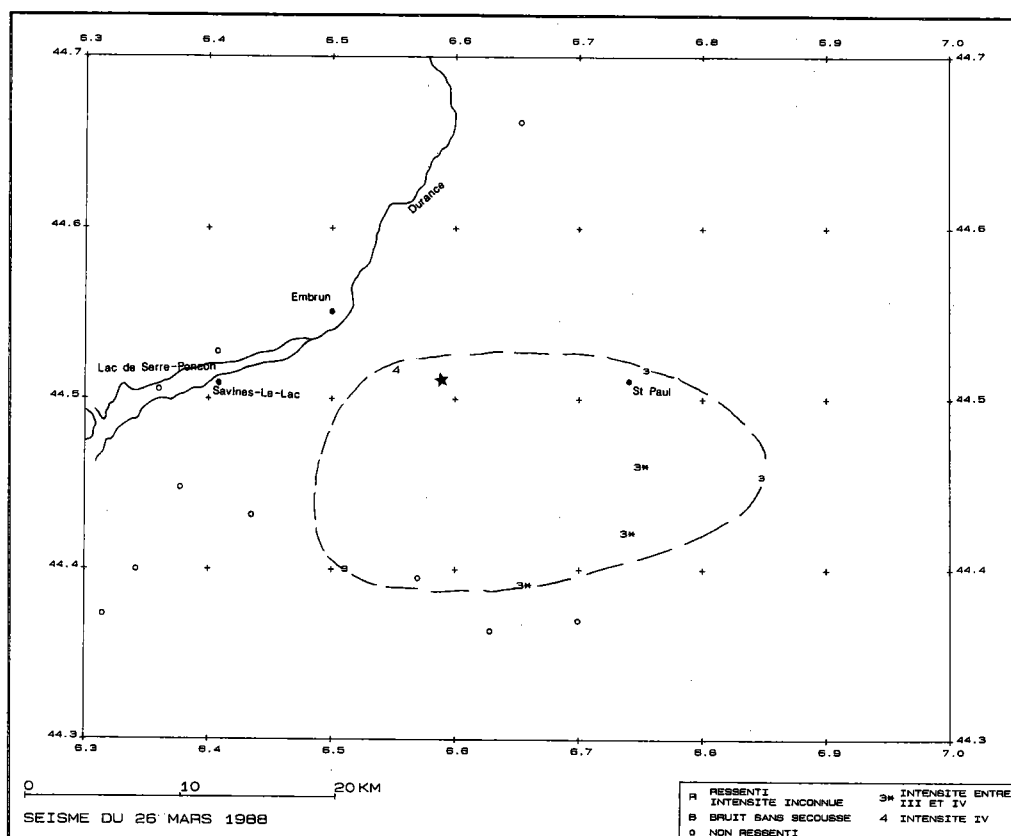 6.3 6.4 6.5 6.6 6.7 6.8 6.9 7.0
44.7 44.7
Durance
44.6 44.6
Embrun
Lac de Serre-Poncon
4 3
Savines-Le-Lac
St Paul
44.5 44.5
3*
3
3*
44.4 44.4
3*
44.3 44.3
6.3 6.4 6.5 6.6 6.7 6.8 6.9 7.0
0 10 20 KM
SEISME DU 26 MARS 1988
R RESSENTI
INTENSITE INCONNUE
B BRUIT SANS SECOUSSE
o NON RESSENTI
3* INTENSITE ENTRE
III ET IV
4 INTENSITE IV